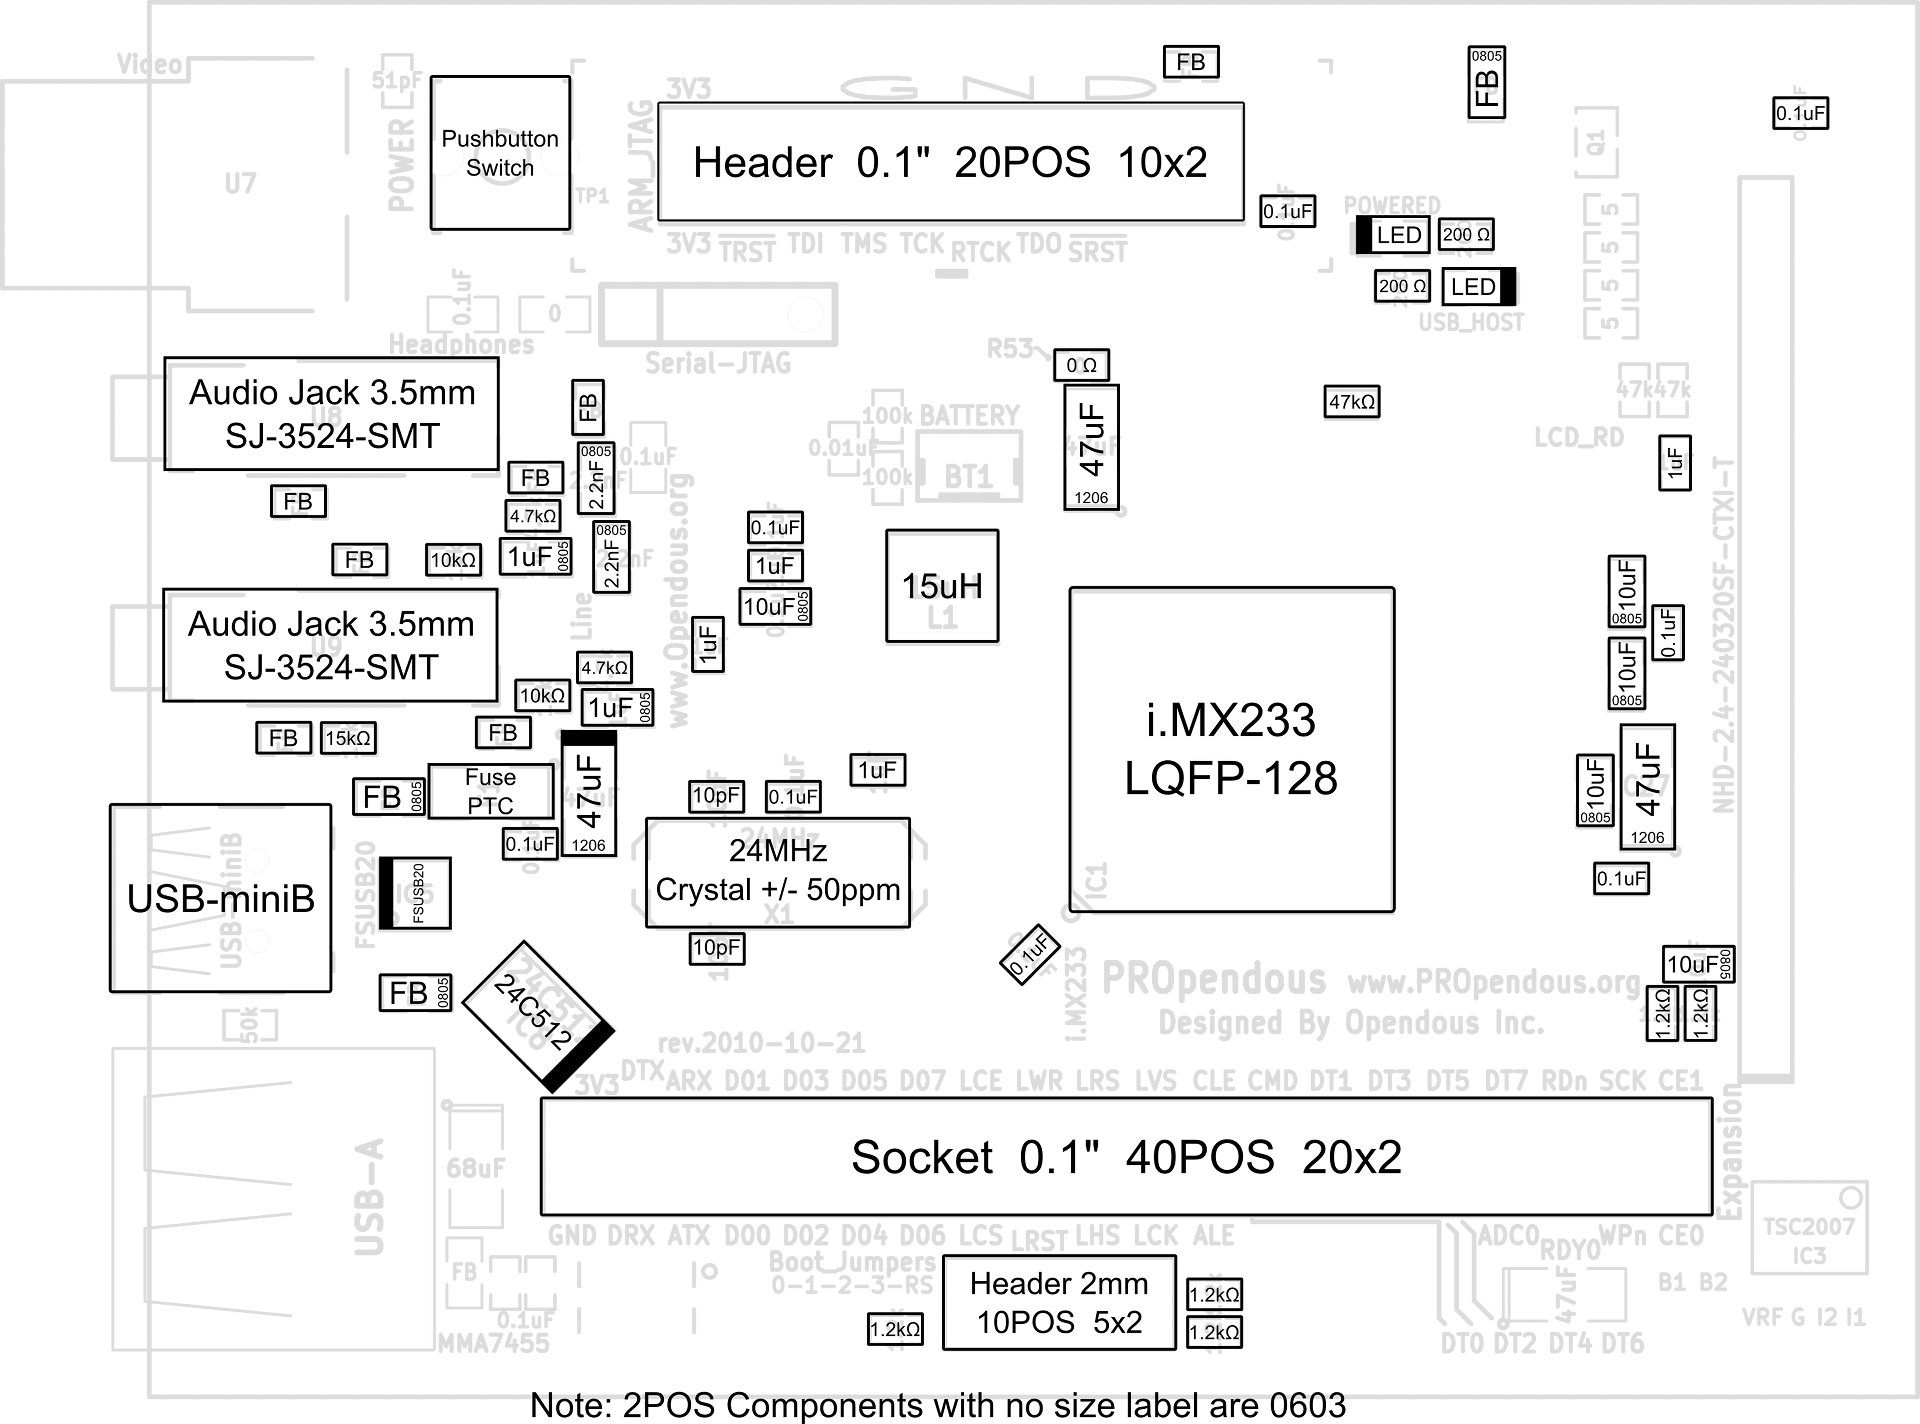 Video
51pF
POWER
Pushbutton
Switch
TP1
U7
3V3
GND
ARM_JTAG
Header 0.1" 20POS 10x2
3V3 TRST TDI TMS TCK RTCK TDO SRST
FB
0805
FB
0.1uF
Q1
0.1uF
POWERED
LED
200 Ω
200 Ω
LED
USB_HOST
5
5
5
5
0.1uF
0
Headphones
Serial-JTAG
R53
0 Ω
47uF
1206
47kΩ
47k
47k
LCD_RD
1uF
Audio Jack 3.5mm
SJ-3524-SMT
U8
FB
FB
0805
2.2nF
0.1uF
FB
4.7kΩ
1uF
0805
0805
2.2nF
2.2nF
FB
10kΩ
www.Opendous.org
100k
0.01uF
100k
BATTERY
BT1
0.1uF
1uF
10uF
0805
1uF
15uH
L1
Audio Jack 3.5mm
SJ-3524-SMT
U9
Line
4.7kΩ
10kΩ
1uF
0805
FB
15kΩ
FB
i.MX233
LQFP-128
IC1
10uF
0805
0.1uF
10uF
0805
NHD-2.4-240320SF-CTXI-T
47uF
1206
10uF
0805
0.1uF
FB
0805
Fuse
PTC
47uF
1206
0.1uF
10pF
0.1uF
1uF
24MHz
24MHz
Crystal +/- 50ppm
X1
10pF
USB-miniB
USB-miniB
FSUSB20
FSUSB20
FB
0805
24C512
0.1uF
i.MX233
PROpendous www.PROpendous.org
Designed By Opendous Inc.
10uF
0805
1.2kΩ
1.2kΩ
50k
rev.2010-10-21
3V3 DTX ARX D01 D03 D05 D07 LCE LWR LRS LVS CLE CMD DT1 DT3 DT5 DT7 RDn SCK CE1
Socket 0.1" 40POS 20x2
Expansion
GND DRX ATX D00 D02 D04 D06 LCS LRST LHS LCK ALE
ADC0 RDY0 WPn CE0
USB-A
68uF
FB
0.1uF
MMA7455
Boot_Jumpers
0-1-2-3-RS
Header 2mm
10POS 5x2
1.2kΩ
1.2kΩ
1.2kΩ
47uF
DT0 DT2 DT4 DT6
TSC2007
IC3
B1 B2
VRF G I2 I1
Note: 2POS Components with no size label are 0603